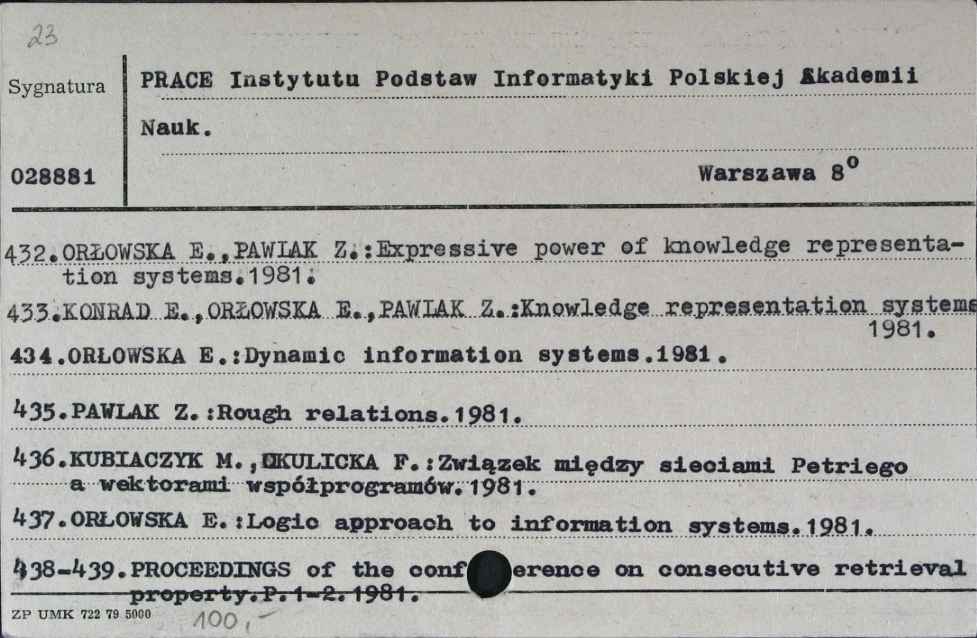 23
Sygnatura
PRACE Instytutu Podstaw Informatyki Polskiej Akademii
Nauk.
028881
Warszawa 8°
432.ORŁOWSKA E.,PAWLAK Z.:Expressive power of knowledge representa-
tion systems.1981.
433.KONRAD E.,ORŁOWSKA E.,PAWLAK Z.:Knowledge representation systems
1981.
434.ORŁOWSKA E.:Dynamic information systems.1981.
435.PAWLAK Z.:Rough relations.1981.
436.KUBIACZYK M.,OKULICKA F.:Związek między sieciami Petriego
a wektorami współprogramów.1981.
437.ORŁOWSKA E.:Logic approach to information systems.1981.
438-439.PROCEEDINGS of the conference on consecutive retrieval
property.P.1-2.1981.
ZP UMK 722 79 5000
100,-